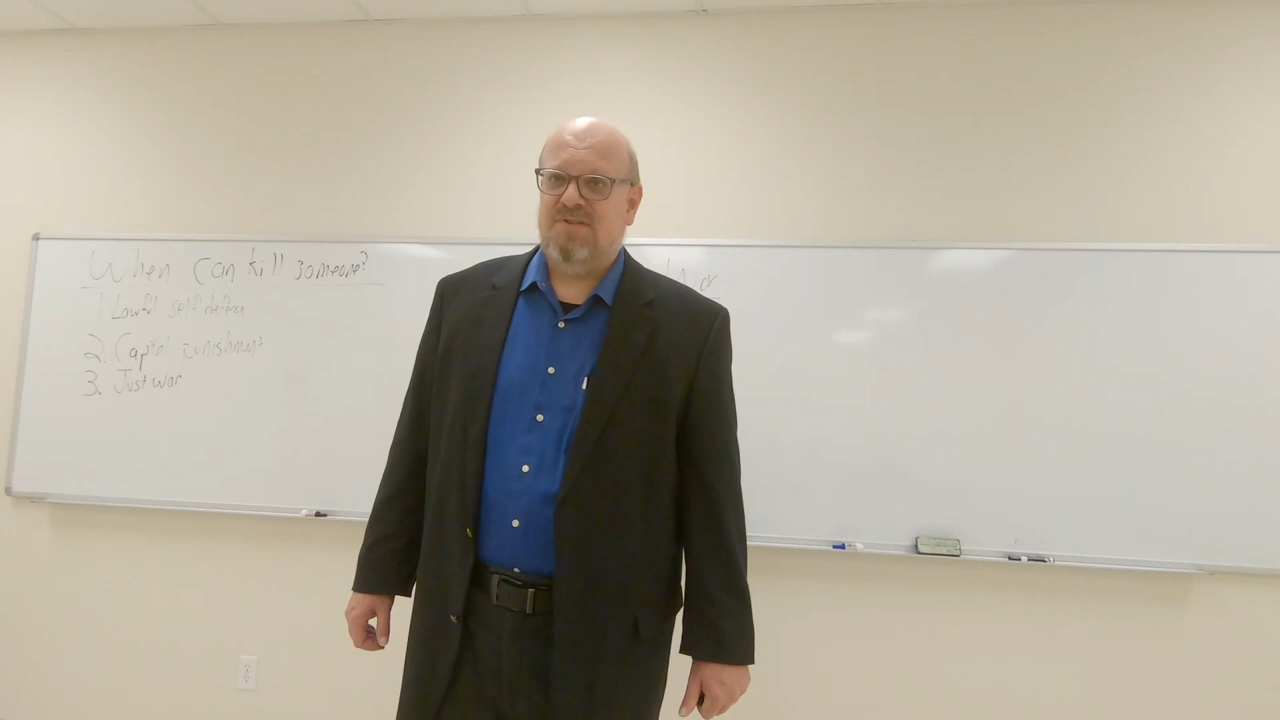 When can kill someone?
1. Lawful self defense
2. Capital punishment
3. Just war